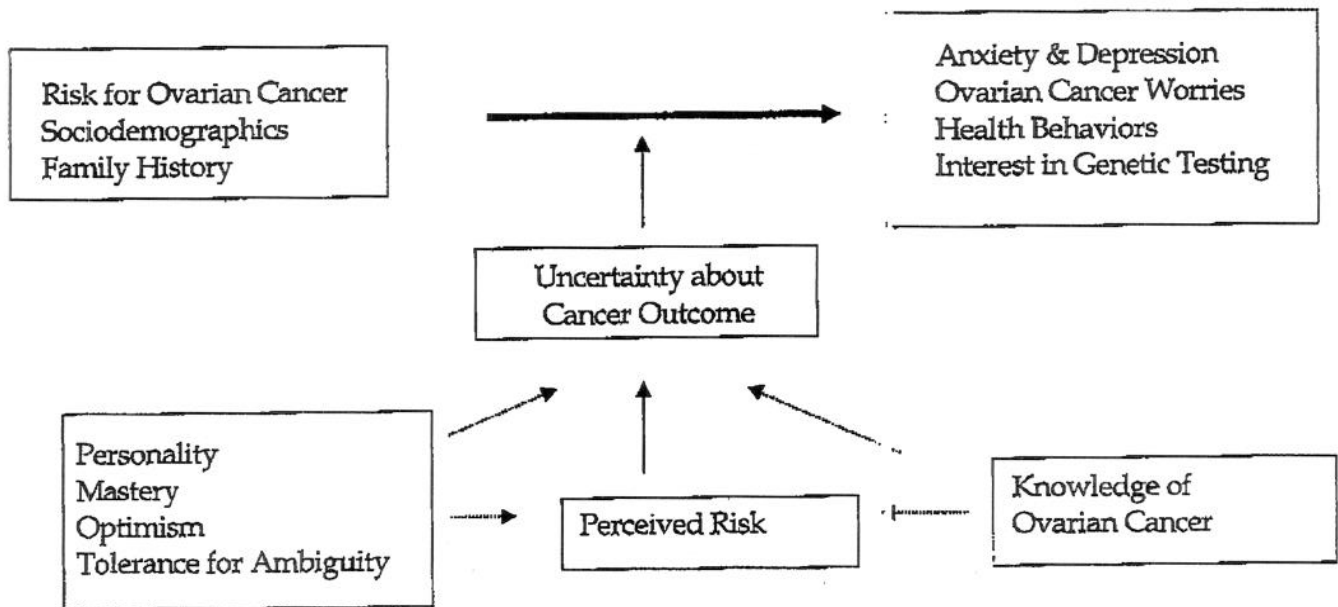 Risk for Ovarian Cancer
Sociodemographics
Family History
Anxiety & Depression
Ovarian Cancer Worries
Health Behaviors
Interest in Genetic Testing
Uncertainty about
Cancer Outcome
Personality
Mastery
Optimism
Tolerance for Ambiguity
Perceived Risk
Knowledge of
Ovarian Cancer